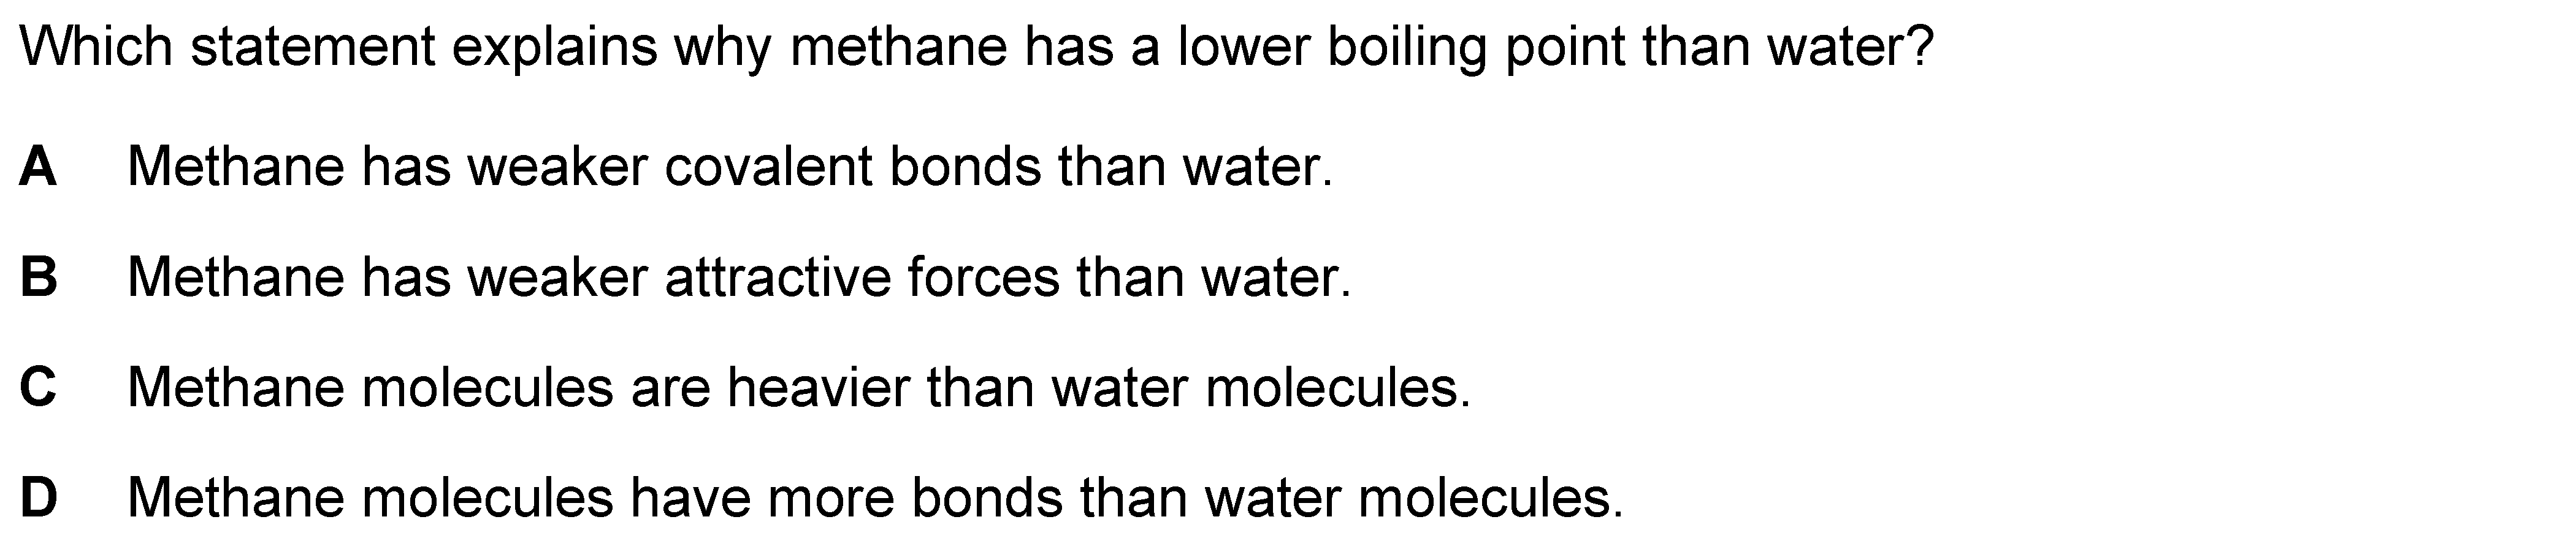 Which statement explains why methane has a lower boiling point than water?
A Methane has weaker covalent bonds than water.
B Methane has weaker attractive forces than water.
C Methane molecules are heavier than water molecules.
D Methane molecules have more bonds than water molecules.